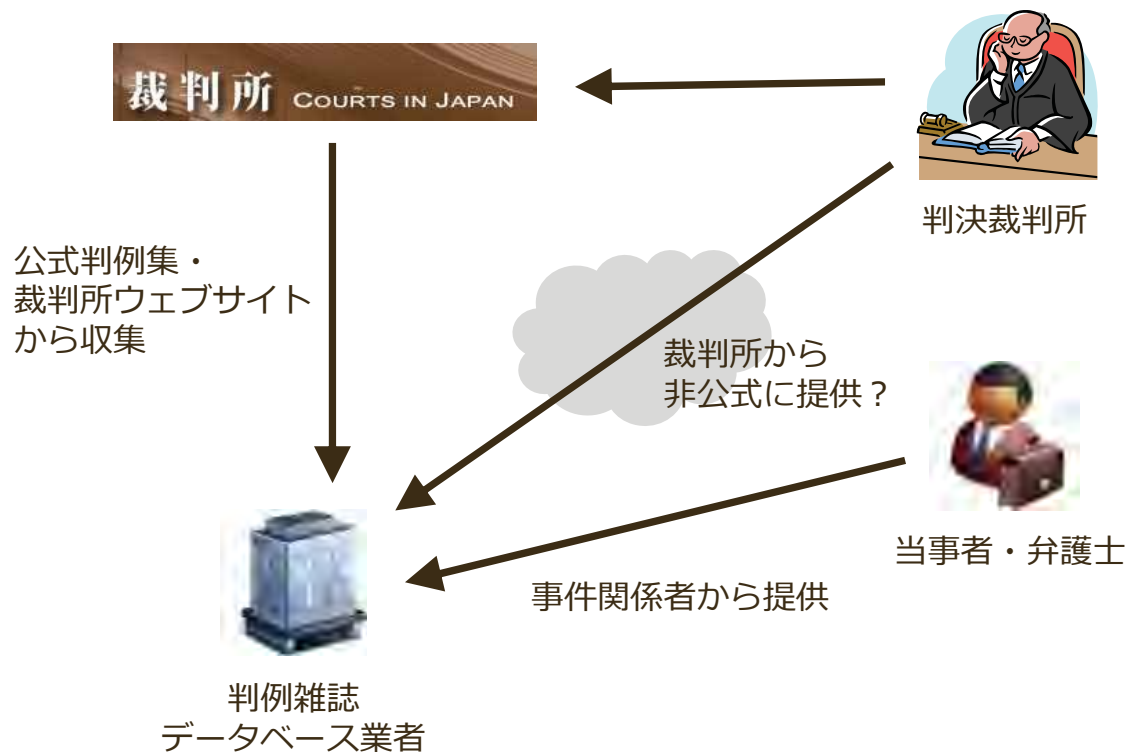 裁判所 COURTS IN JAPAN
判決裁判所
公式判例集・
裁判所ウェブサイト
から収集
裁判所から
非公式に提供？
当事者・弁護士
事件関係者から提供
判例雑誌
データベース業者